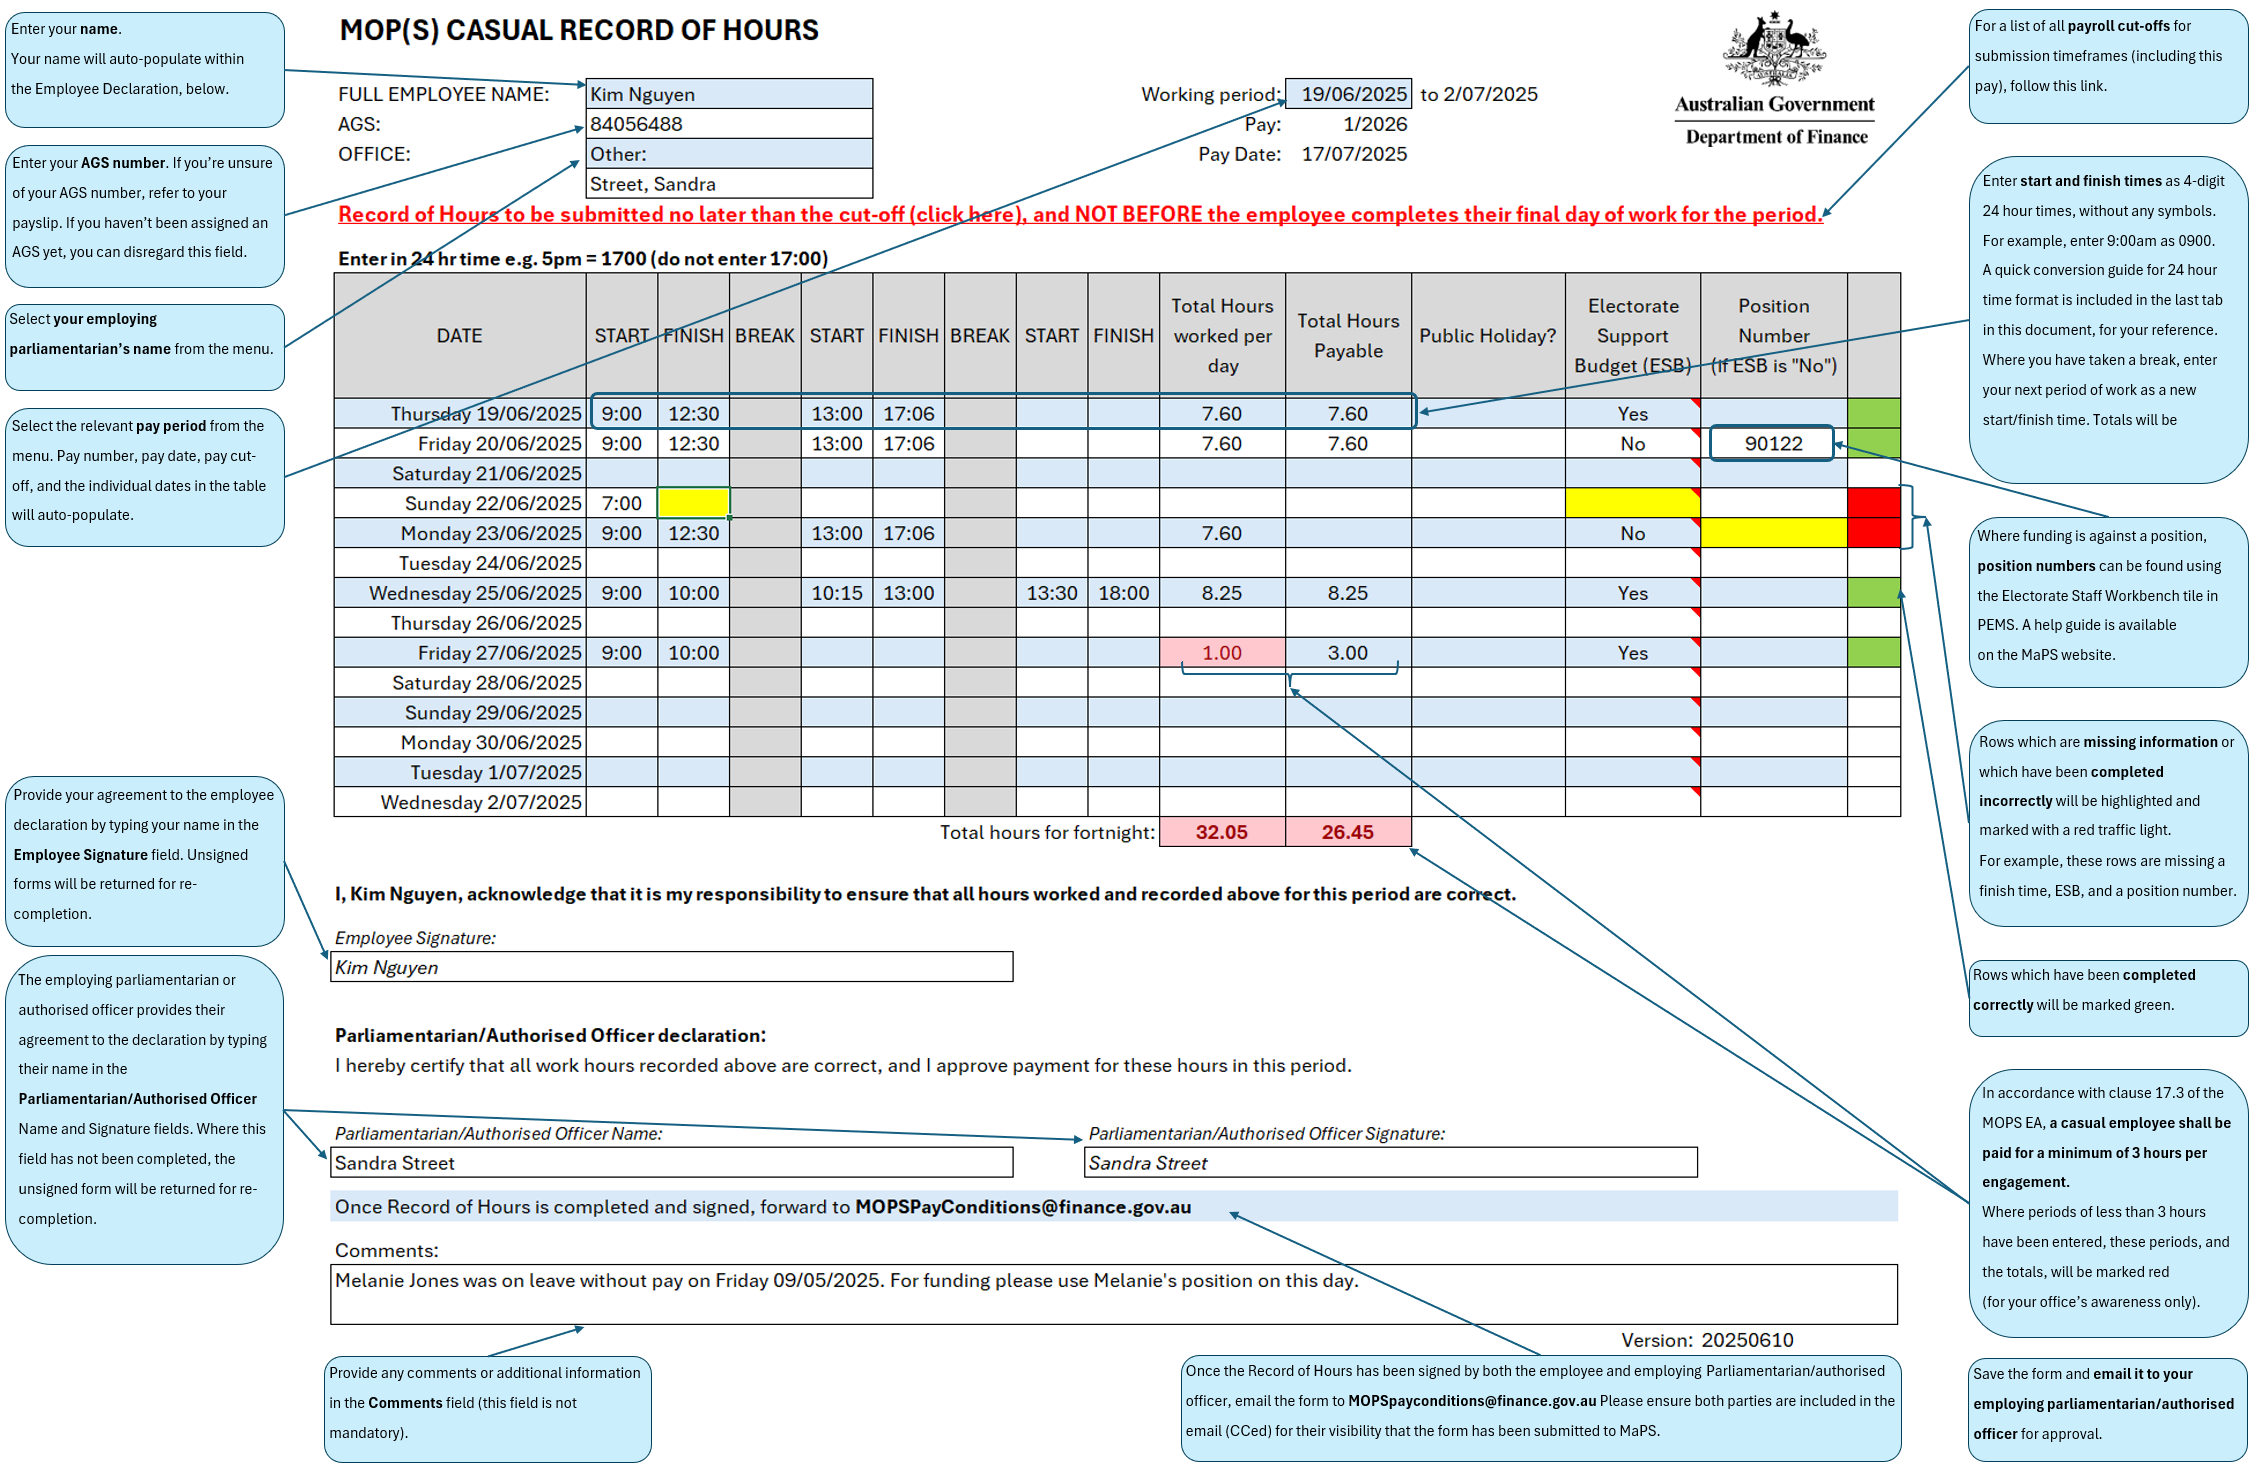 MOP(S) CASUAL RECORD OF HOURS
Australian Government
Department of Finance
Enter your name.
Your name will auto-populate within
the Employee Declaration, below.
Enter your AGS number. If you're unsure
of your AGS number, refer to your
payslip. If you haven't been assigned an
AGS yet, you can disregard this field.
Select your employing
parliamentarian's name from the menu.
Select the relevant pay period from the
menu. Pay number, pay date, pay cut-
off, and the individual dates in the table
will auto-populate.
FULL EMPLOYEE NAME: Kim Nguyen
AGS: 84056488
OFFICE: Other:
Street, Sandra
Working period: 19/06/2025 to 2/07/2025
Pay: 1/2026
Pay Date: 17/07/2025
Record of Hours to be submitted no later than the cut-off (click here), and NOT BEFORE the employee completes their final day of work for the period.
Enter in 24 hr time e.g. 5pm = 1700 (do not enter 17:00)
DATE START FINISH BREAK START FINISH BREAK START FINISH Total Hours worked per day Total Hours Payable Public Holiday? Electorate Support Budget (ESB) Position Number (if ESB is "No")
Thursday 19/06/2025 9:00 12:30 13:00 17:06 7.60 7.60 Yes
Friday 20/06/2025 9:00 12:30 13:00 17:06 7.60 7.60 No 90122
Saturday 21/06/2025
Sunday 22/06/2025 7:00
Monday 23/06/2025 9:00 12:30 13:00 17:06 7.60 No
Tuesday 24/06/2025
Wednesday 25/06/2025 9:00 10:00 10:15 13:00 13:30 18:00 8.25 8.25 Yes
Thursday 26/06/2025
Friday 27/06/2025 9:00 10:00 1.00 3.00 Yes
Saturday 28/06/2025
Sunday 29/06/2025
Monday 30/06/2025
Tuesday 1/07/2025
Wednesday 2/07/2025
Total hours for fortnight: 32.05 26.45
For a list of all payroll cut-offs for
submission timeframes (including this
pay), follow this link.
Enter start and finish times as 4-digit
24 hour times, without any symbols.
For example, enter 9:00am as 0900.
A quick conversion guide for 24 hour
time format is included in the last tab
in this document, for your reference.
Where you have taken a break, enter
your next period of work as a new
start/finish time. Totals will be
Where funding is against a position,
position numbers can be found using
the Electorate Staff Workbench tile in
PEMS. A help guide is available
on the MaPS website.
Rows which are missing information or
which have been completed
incorrectly will be highlighted and
marked with a red traffic light.
For example, these rows are missing a
finish time, ESB, and a position number.
Rows which have been completed
correctly will be marked green.
In accordance with clause 17.3 of the
MOPS EA, a casual employee shall be
paid for a minimum of 3 hours per
engagement.
Where periods of less than 3 hours
have been entered, these periods, and
the totals, will be marked red
(for your office's awareness only).
Save the form and email it to your
employing parliamentarian/authorised
officer for approval.
Provide your agreement to the employee
declaration by typing your name in the
Employee Signature field. Unsigned
forms will be returned for re-
completion.
The employing parliamentarian or
authorised officer provides their
agreement to the declaration by typing
their name in the
Parliamentarian/Authorised Officer
Name and Signature fields. Where this
field has not been completed, the
unsigned form will be returned for re-
completion.
I, Kim Nguyen, acknowledge that it is my responsibility to ensure that all hours worked and recorded above for this period are correct.
Employee Signature:
Kim Nguyen
Parliamentarian/Authorised Officer declaration:
I hereby certify that all work hours recorded above are correct, and I approve payment for these hours in this period.
Parliamentarian/Authorised Officer Name: Parliamentarian/Authorised Officer Signature:
Sandra Street Sandra Street
Once Record of Hours is completed and signed, forward to MOPSPayConditions@finance.gov.au
Comments:
Melanie Jones was on leave without pay on Friday 09/05/2025. For funding please use Melanie's position on this day.
Version: 20250610
Provide any comments or additional information
in the Comments field (this field is not
mandatory).
Once the Record of Hours has been signed by both the employee and employing Parliamentarian/authorised
officer, email the form to MOPSpayconditions@finance.gov.au Please ensure both parties are included in the
email (CCed) for their visibility that the form has been submitted to MaPS.